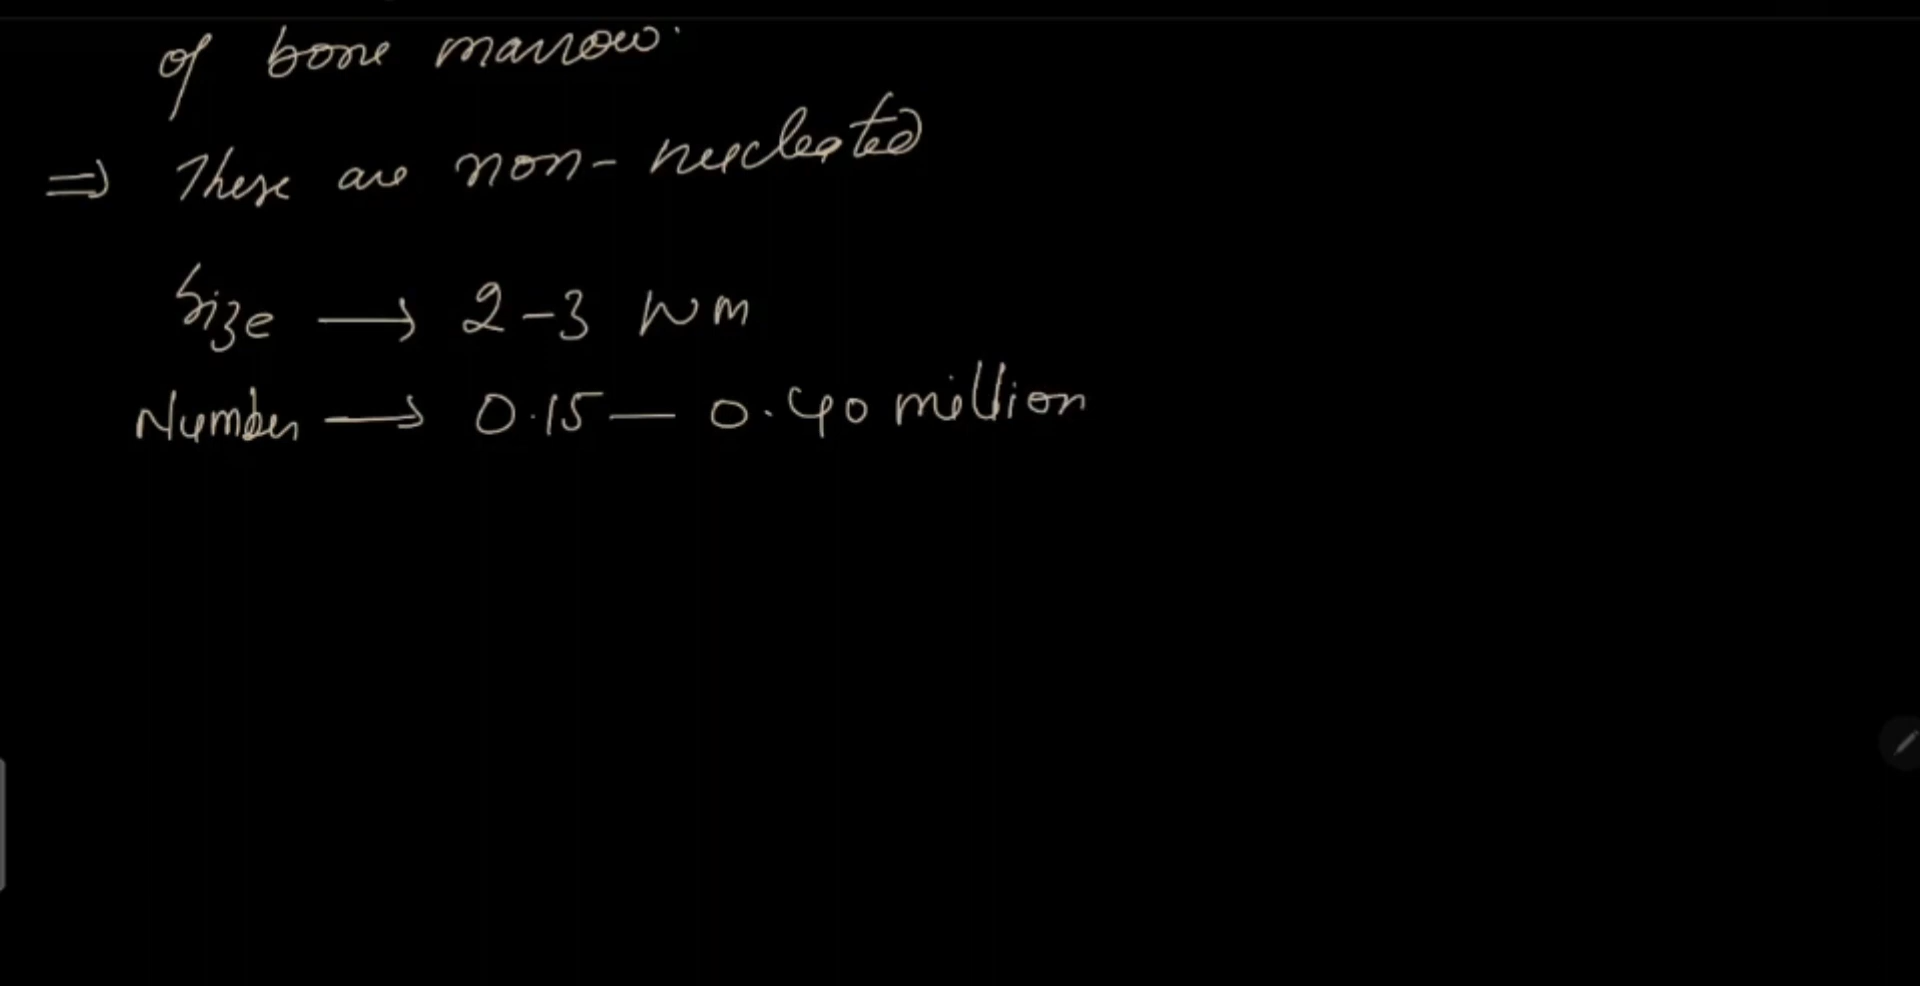 of bone marrow.
⇒ These are non-nucleated
Size → 2-3 μm
Number → 0.15 — 0.40 million